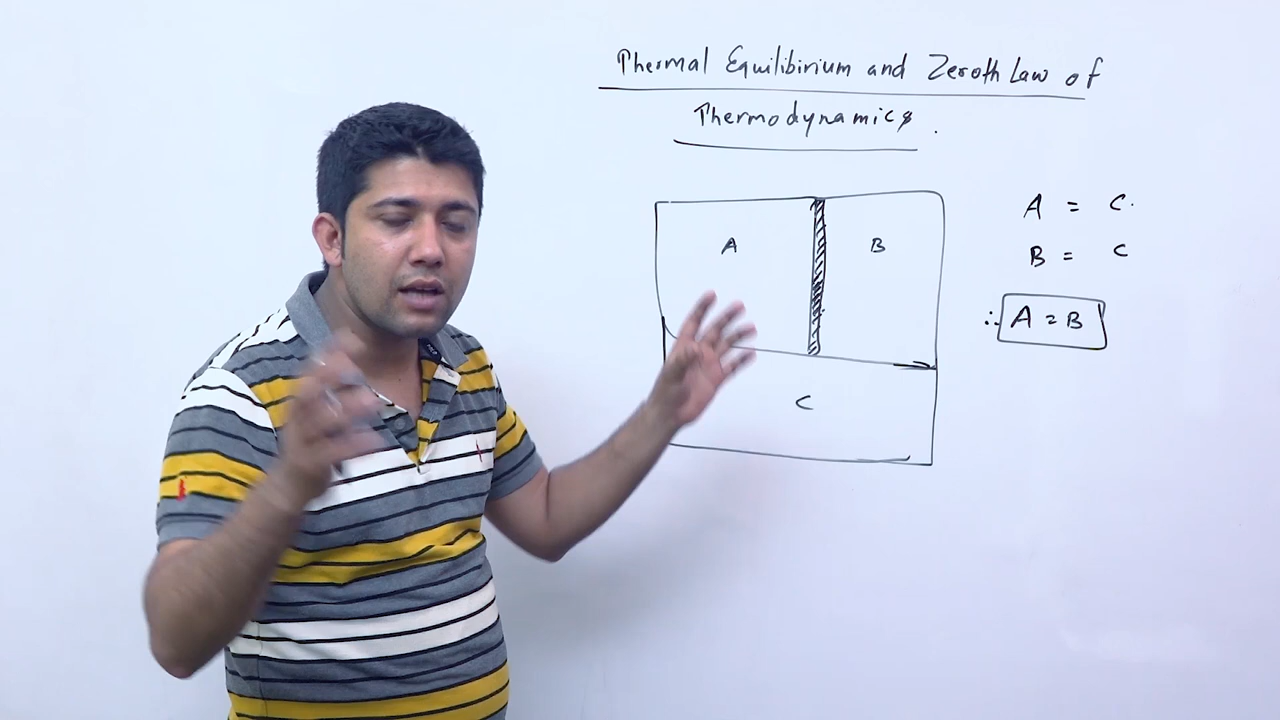 Thermal Equilibirium and Zeroth Law of
Thermodynamics.
A B
C
A = C.
B = C
∴ A = B